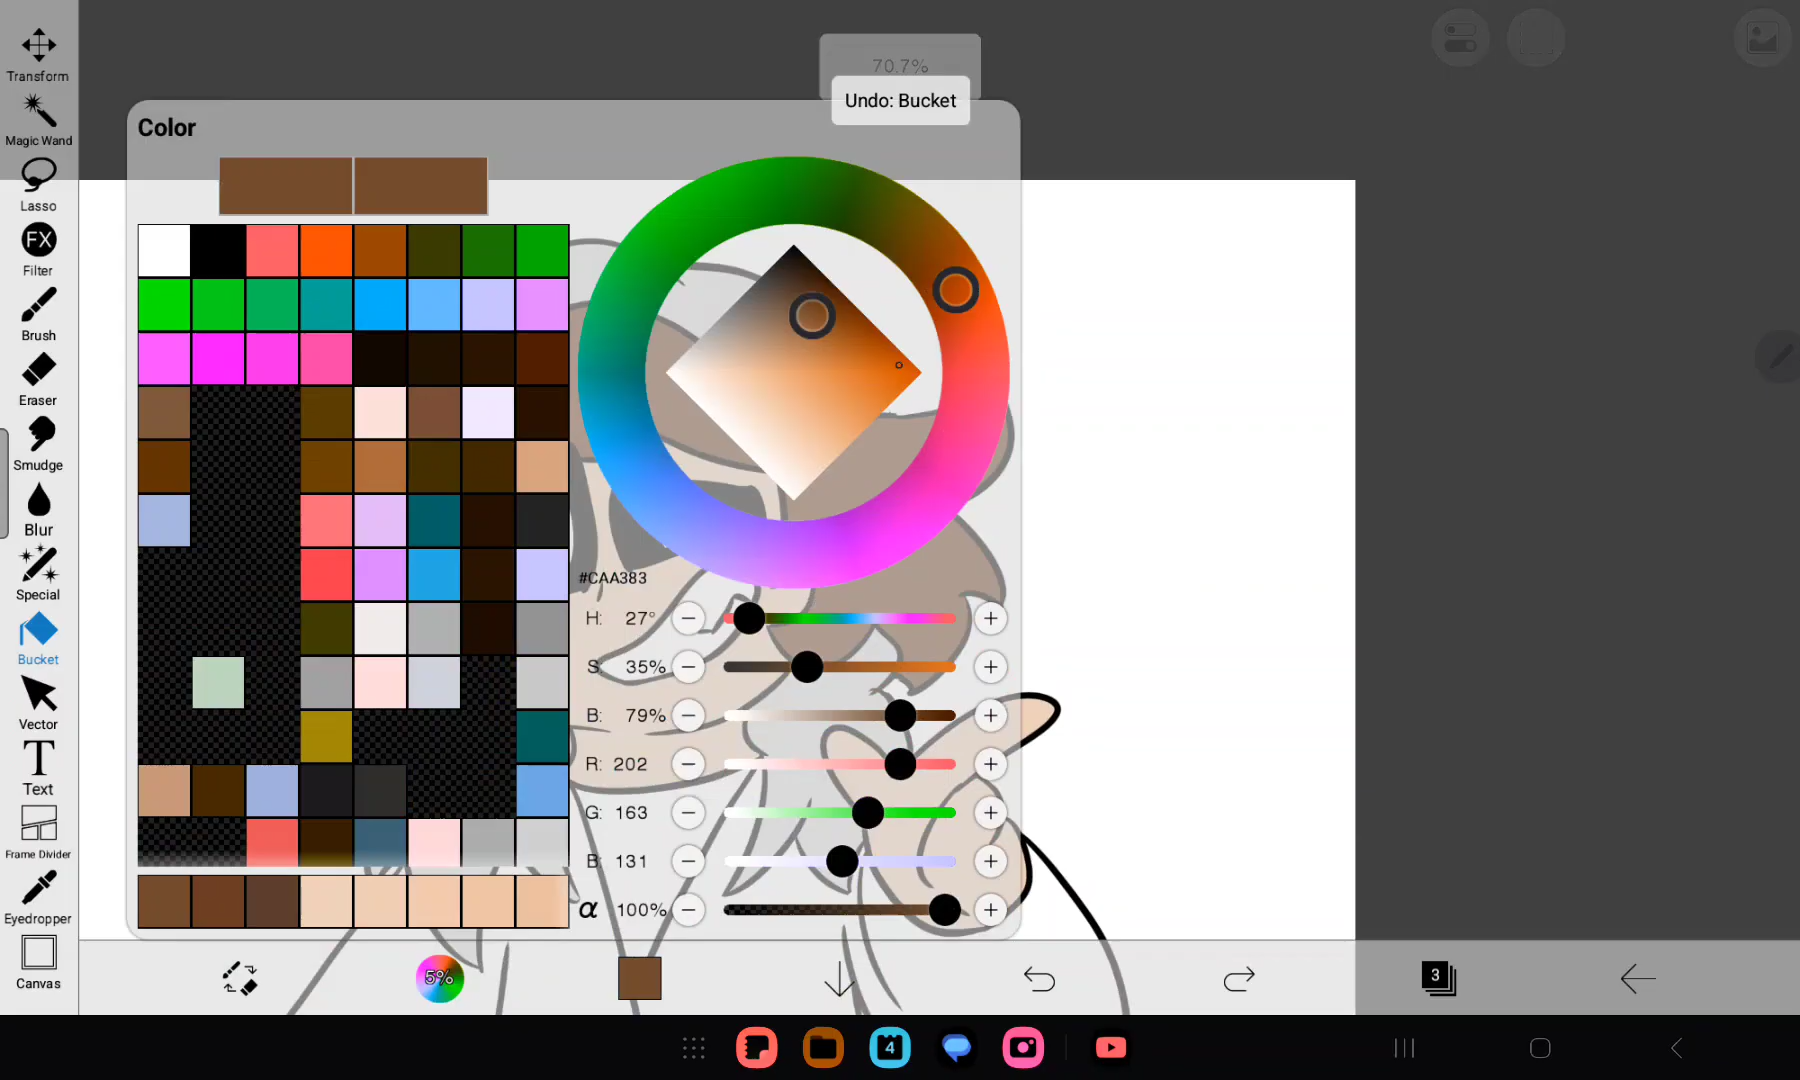 70.7%
Undo: Bucket
Color
Transform
Magic Wand
Lasso
FX
Filter
Brush
Eraser
Smudge
Blur
Special
Bucket
Vector
T
Text
Frame Divider
Eyedropper
Canvas
#CAA383
H: 27°
S: 35%
B: 79%
R: 202
G: 163
B: 131
α 100%
5%
3
4